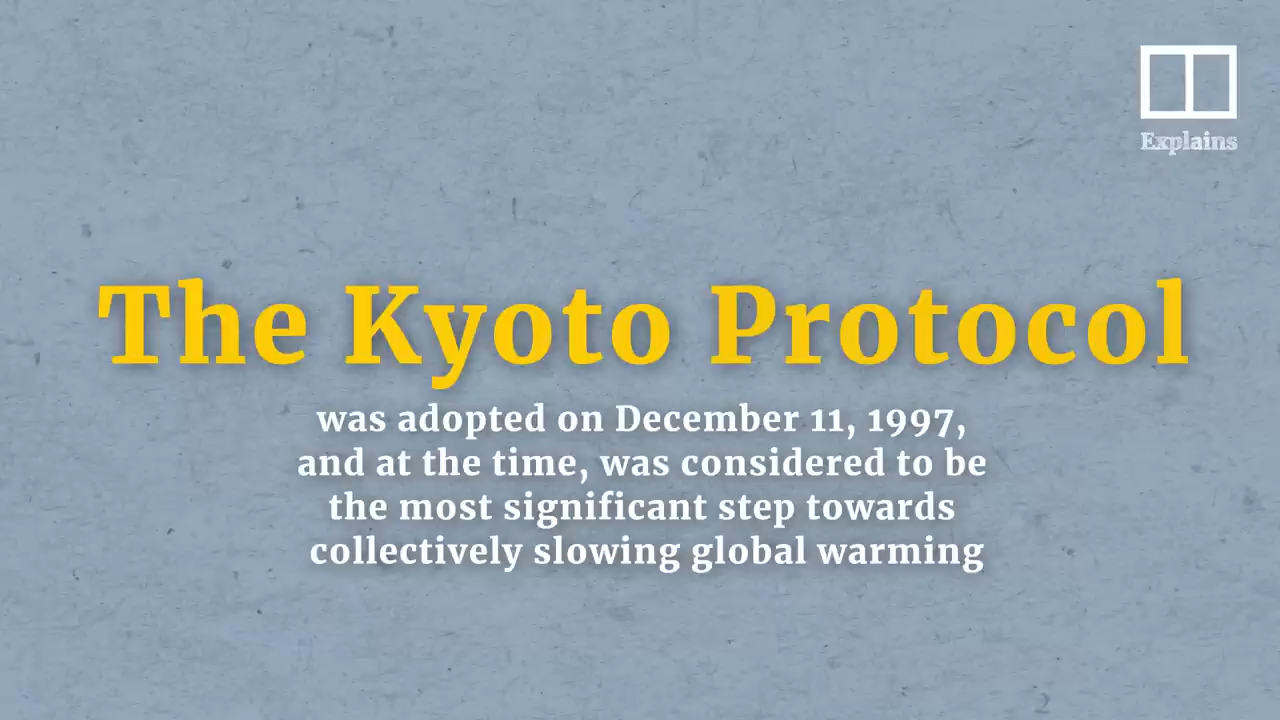 Explains
The Kyoto Protocol
was adopted on December 11, 1997,
and at the time, was considered to be
the most significant step towards
collectively slowing global warming